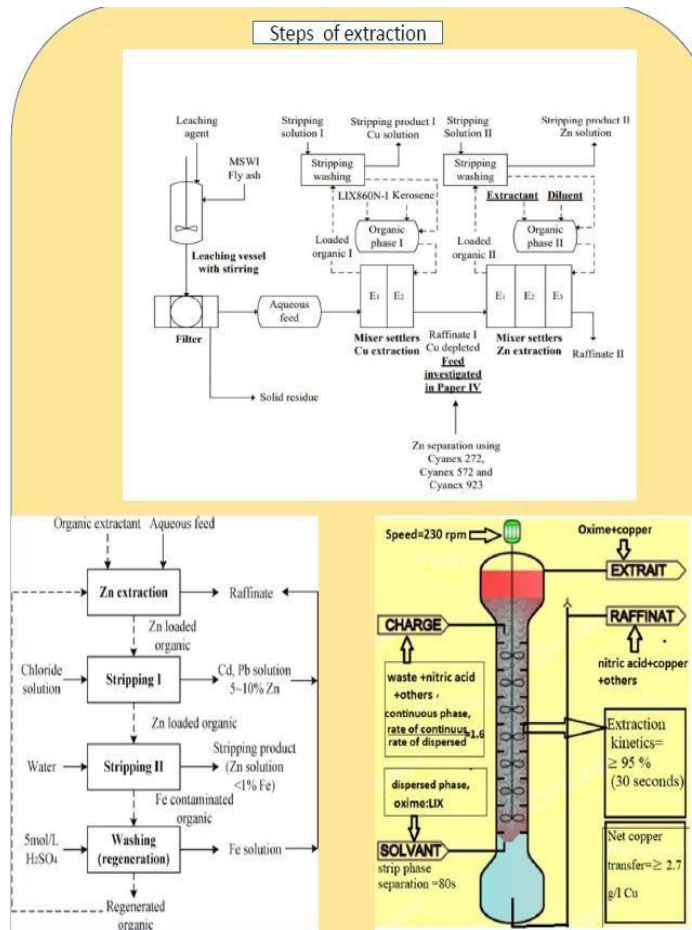 Steps of extraction
Leaching
agent
MSWI
Fly ash
Leaching vessel
with stirring
Filter
Solid residue
Aqueous
feed
Stripping
solution I
Stripping product I
Cu solution
Stripping
washing
LIX860N-I Kerosene
Organic
phase I
Loaded
organic I
E1 E2
Mixer settlers
Cu extraction
Raffinate I
Cu depleted
Feed
investigated
in Paper IV
Zn separation using
Cyanex 272,
Cyanex 572 and
Cyanex 923
Stripping
Solution II
Stripping product II
Zn solution
Stripping
washing
Extractant Diluent
Organic
phase II
Loaded
organic II
E1 E2 E3
Mixer settlers
Zn extraction
Raffinate II
Organic extractant Aqueous feed
Zn extraction
Raffinate
Zn loaded
organic
Chloride
solution
Stripping I
Cd, Pb solution
5~10% Zn
Zn loaded organic
Water
Stripping II
Stripping product
(Zn solution
<1% Fe)
Fe contaminated
organic
5mol/L
H2SO4
Washing
(regeneration)
Fe solution
Regenerated
organic
Speed=230 rpm
Oxime+copper
EXTRAIT
CHARGE
RAFFINAT
waste +nitric acid
+others ,
continuous phase,
rate of continuus
rate of dispersed
=1.6
nitric acid+copper
+others
Extraction
kinetics=
≥ 95 %
(30 seconds)
dispersed phase,
oxime:LIX
SOLVANT
strip phase
separation =80s
Net copper
transfer=≥ 2.7
g/l Cu